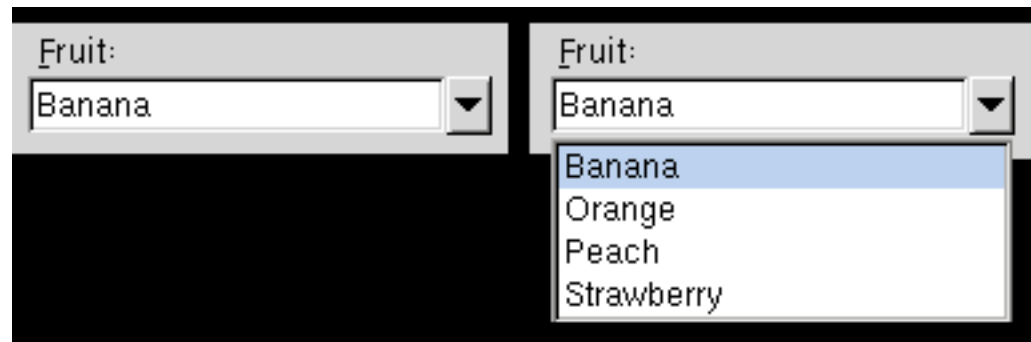 Fruit:
Banana
Fruit:
Banana
Banana
Orange
Peach
Strawberry